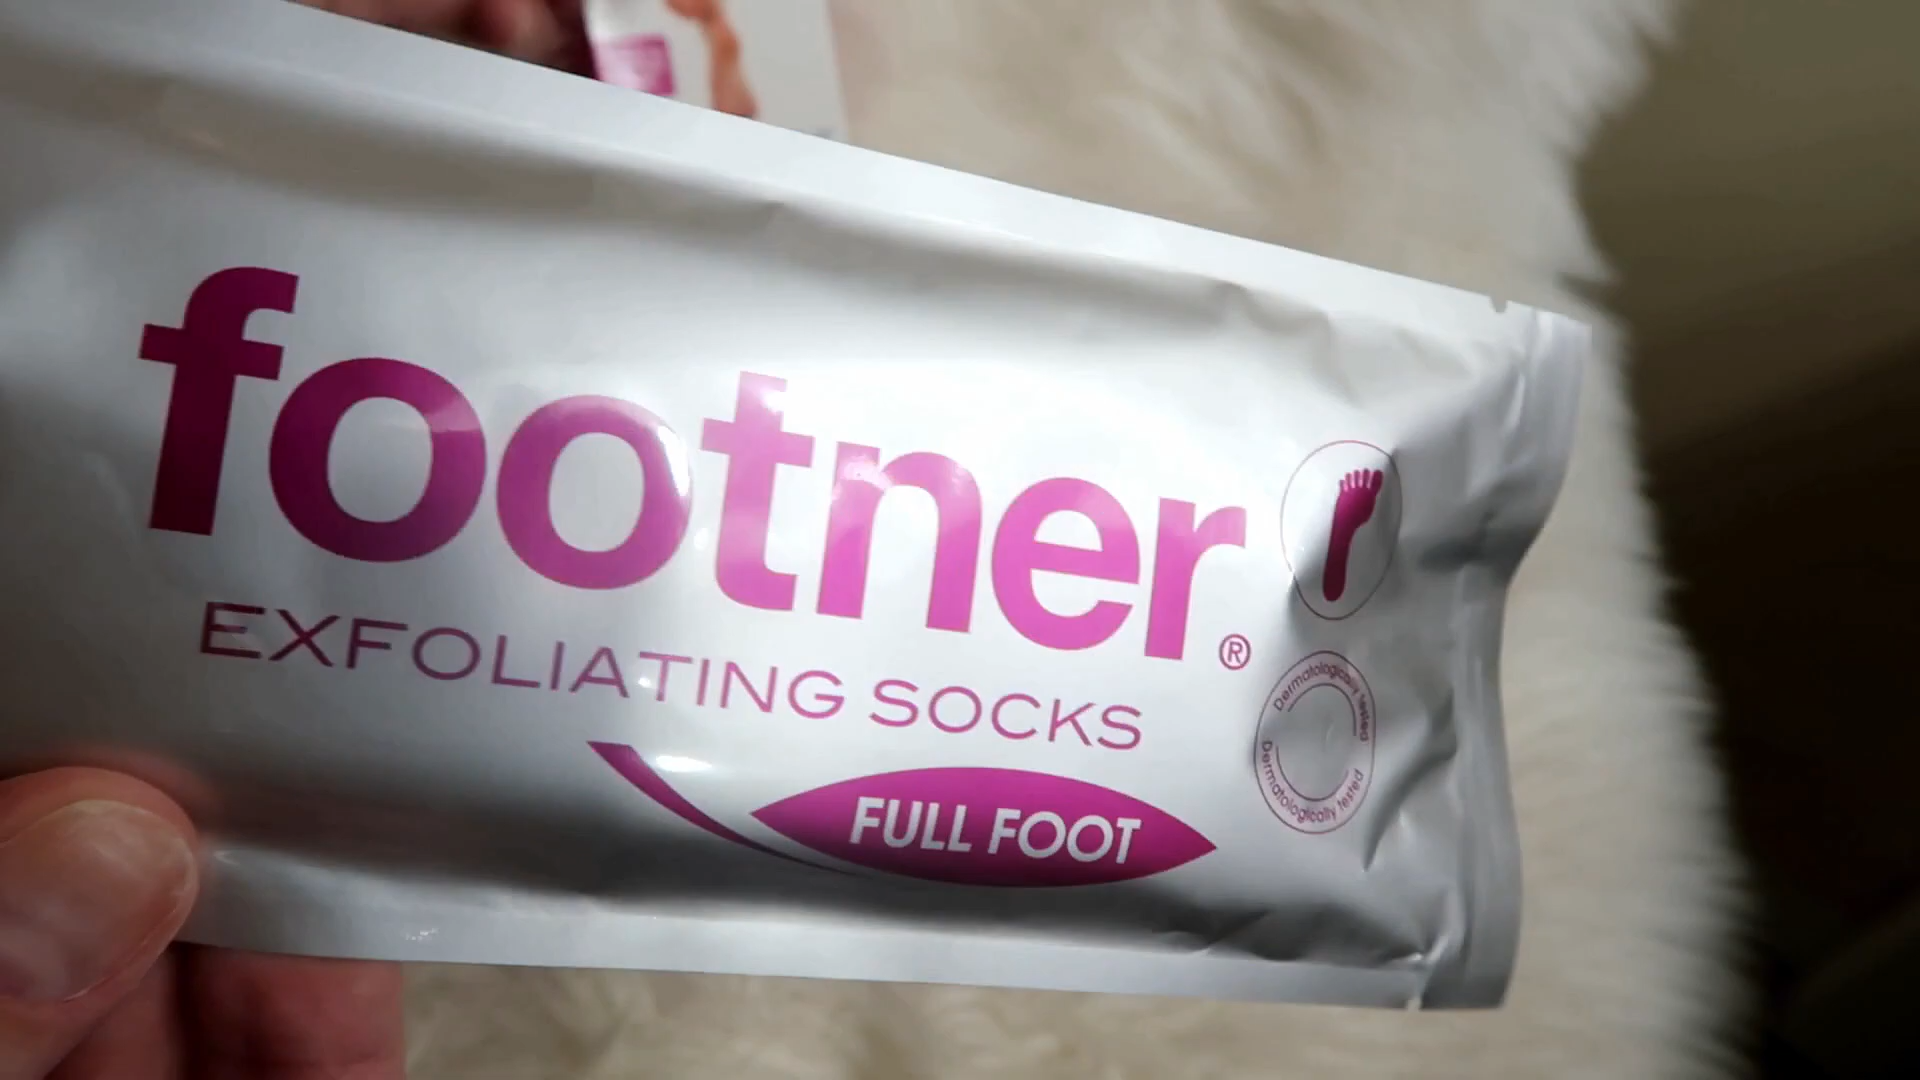 footner®
EXFOLIATING SOCKS
FULL FOOT
Dermatologically tested
Dermatologically tested